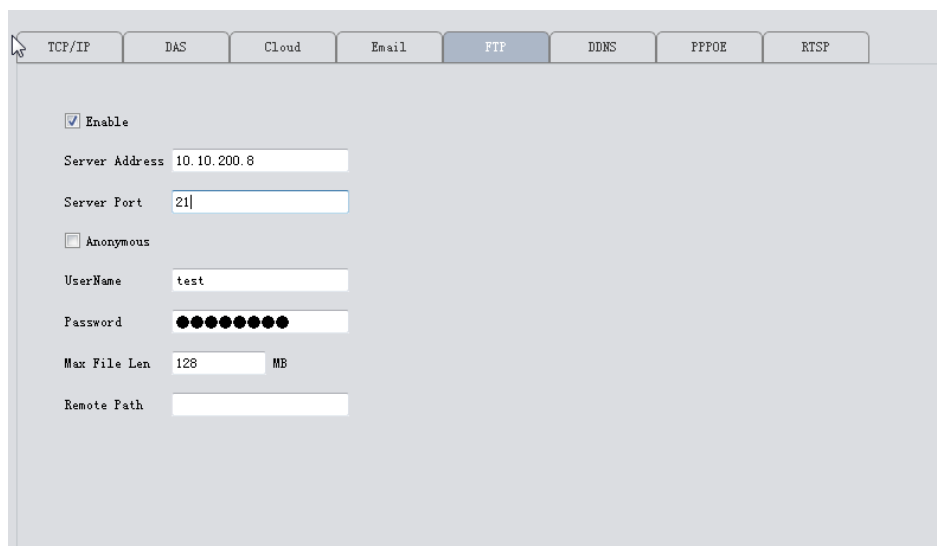 TCP/IP DAS Cloud Email FTP DDNS PPPOE RTSP
Enable
Server Address 10.10.200.8
Server Port 21
Anonymous
UserName test
Password ●●●●●●●●
Max File Len 128 MB
Remote Path